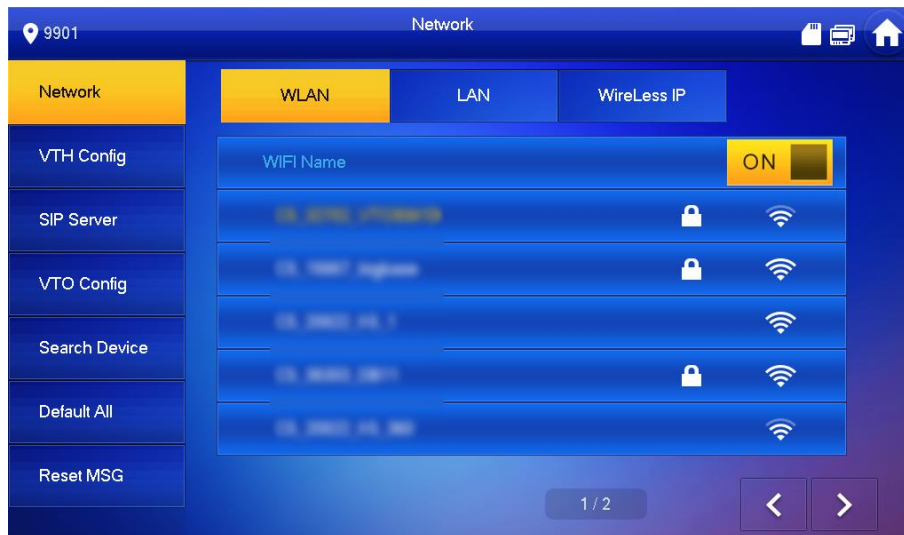 9901
Network
Network
WLAN
LAN
WireLess IP
VTH Config
WIFI Name
ON
SIP Server
VTO Config
Search Device
Default All
Reset MSG
1 / 2